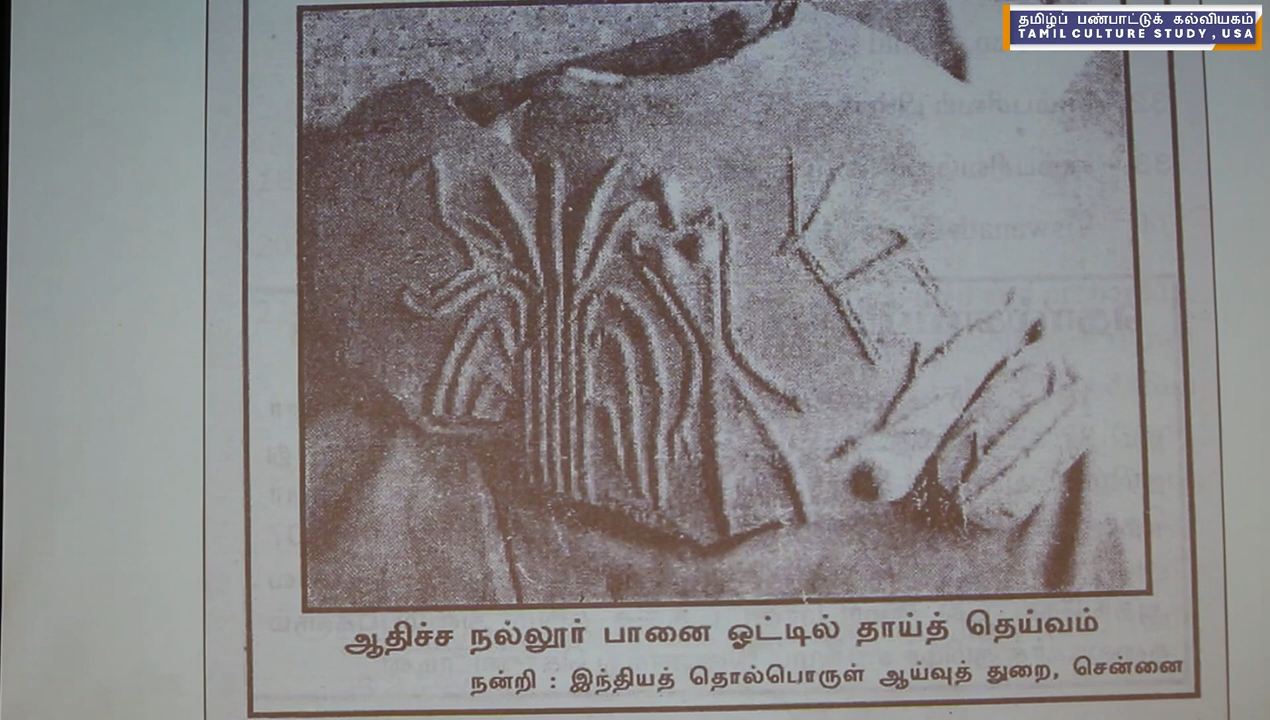 தமிழ்ப் பண்பாட்டுக் கல்வியகம்
TAMIL CULTURE STUDY, USA
ஆதிச்ச நல்லூர் பானை ஓட்டில் தாய்த் தெய்வம்
நன்றி : இந்தியத் தொல்பொருள் ஆய்வுத் துறை, சென்னை